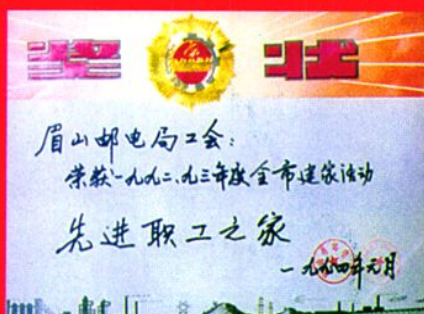 奖状
眉山邮电局工会:
荣获一九九二、九三年度全市建家活动
先进职工之家
一九九四年元月